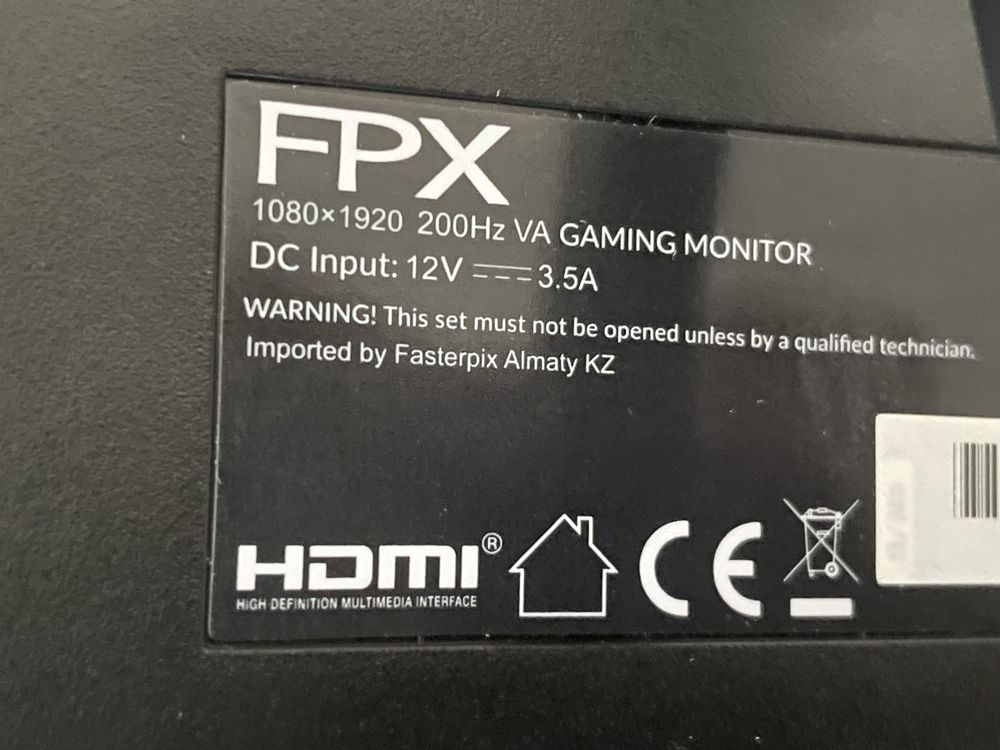 FPX
1080×1920 200Hz VA GAMING MONITOR
DC Input: 12V ⎓ 3.5A
WARNING! This set must not be opened unless by a qualified technician.
Imported by Fasterpix Almaty KZ
HDMI®
HIGH DEFINITION MULTIMEDIA INTERFACE
CE